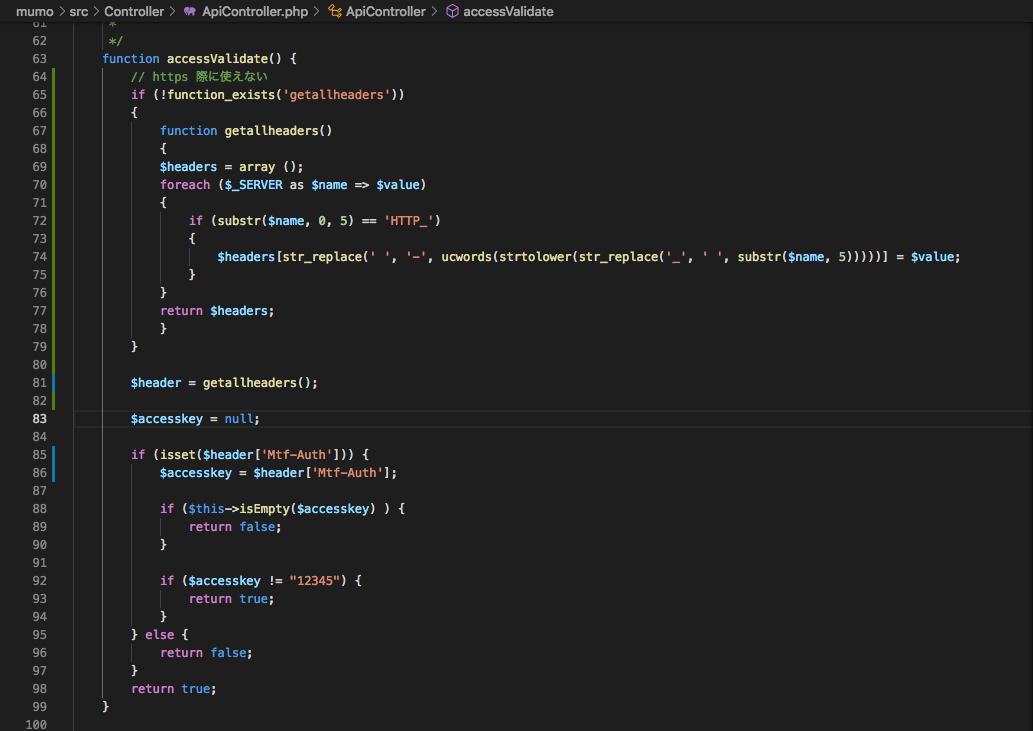 mumo > src > Controller > ApiController.php > ApiController > accessValidate
61 *
62 */
63 function accessValidate() {
64 // https 際に使えない
65 if (!function_exists('getallheaders'))
66 {
67 function getallheaders()
68 {
69 $headers = array ();
70 foreach ($_SERVER as $name => $value)
71 {
72 if (substr($name, 0, 5) == 'HTTP_')
73 {
74 $headers[str_replace(' ', '-', ucwords(strtolower(str_replace('_', ' ', substr($name, 5)))))] = $value;
75 }
76 }
77 return $headers;
78 }
79 }
80
81 $header = getallheaders();
82
83 $accesskey = null;
84
85 if (isset($header['Mtf-Auth'])) {
86 $accesskey = $header['Mtf-Auth'];
87
88 if ($this->isEmpty($accesskey) ) {
89 return false;
90 }
91
92 if ($accesskey != "12345") {
93 return true;
94 }
95 } else {
96 return false;
97 }
98 return true;
99 }
100